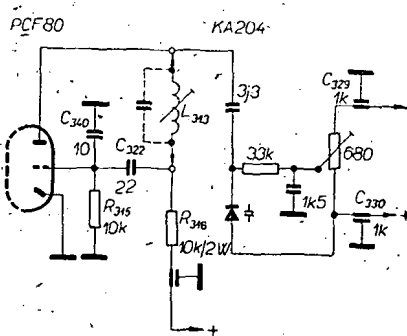 PCF80
KA204
C329
1k
3j3
C340
10
L313
C322
22
33k
680
1k5
R315
10k
R316
10k/2W
C330
1k
+
+